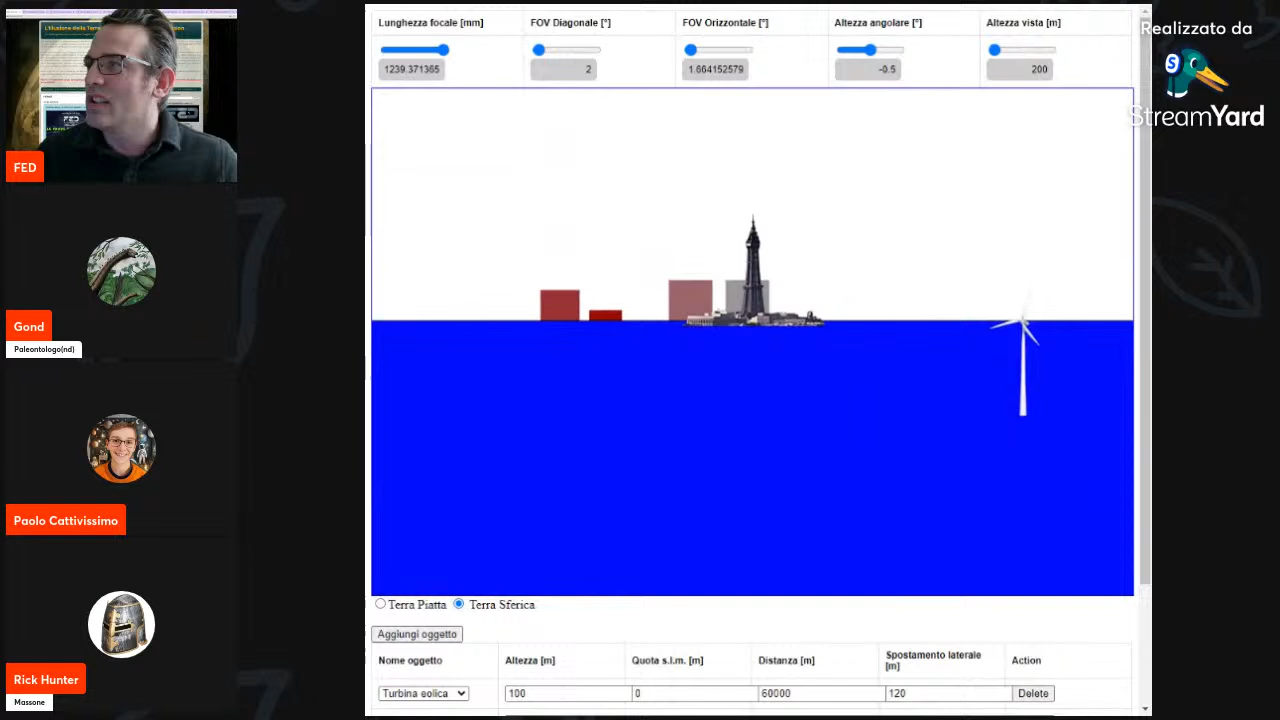 Lunghezza focale [mm] FOV Diagonale [°] FOV Orizzontale [°] Altezza angolare [°] Altezza vista [m]
1239.371365 2 1.664152579 -0.5 200
Realizzato da
S
StreamYard
FED
Gond
Paleontologo(nd)
Paolo Cattivissimo
Rick Hunter
Massone
Terra Piatta Terra Sferica
Aggiungi oggetto
Nome oggetto Altezza [m] Quota s.l.m. [m] Distanza [m] Spostamento laterale [m] Action
Turbina eolica 100 0 60000 120 Delete